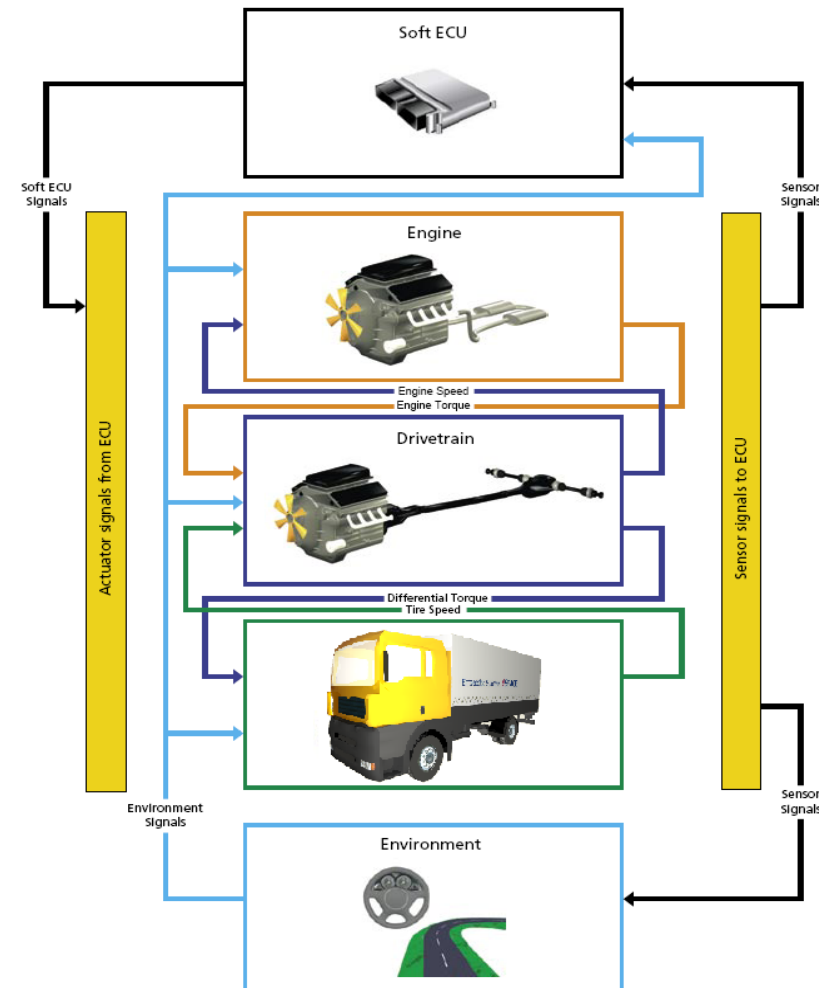 Soft ECU
Soft ECU
Signals
Sensor
Signals
Engine
Engine Speed
Engine Torque
Drivetrain
Actuator signals from ECU
Sensor signals to ECU
Differential Torque
Tire Speed
Environment
Signals
Sensor
Signals
Environment